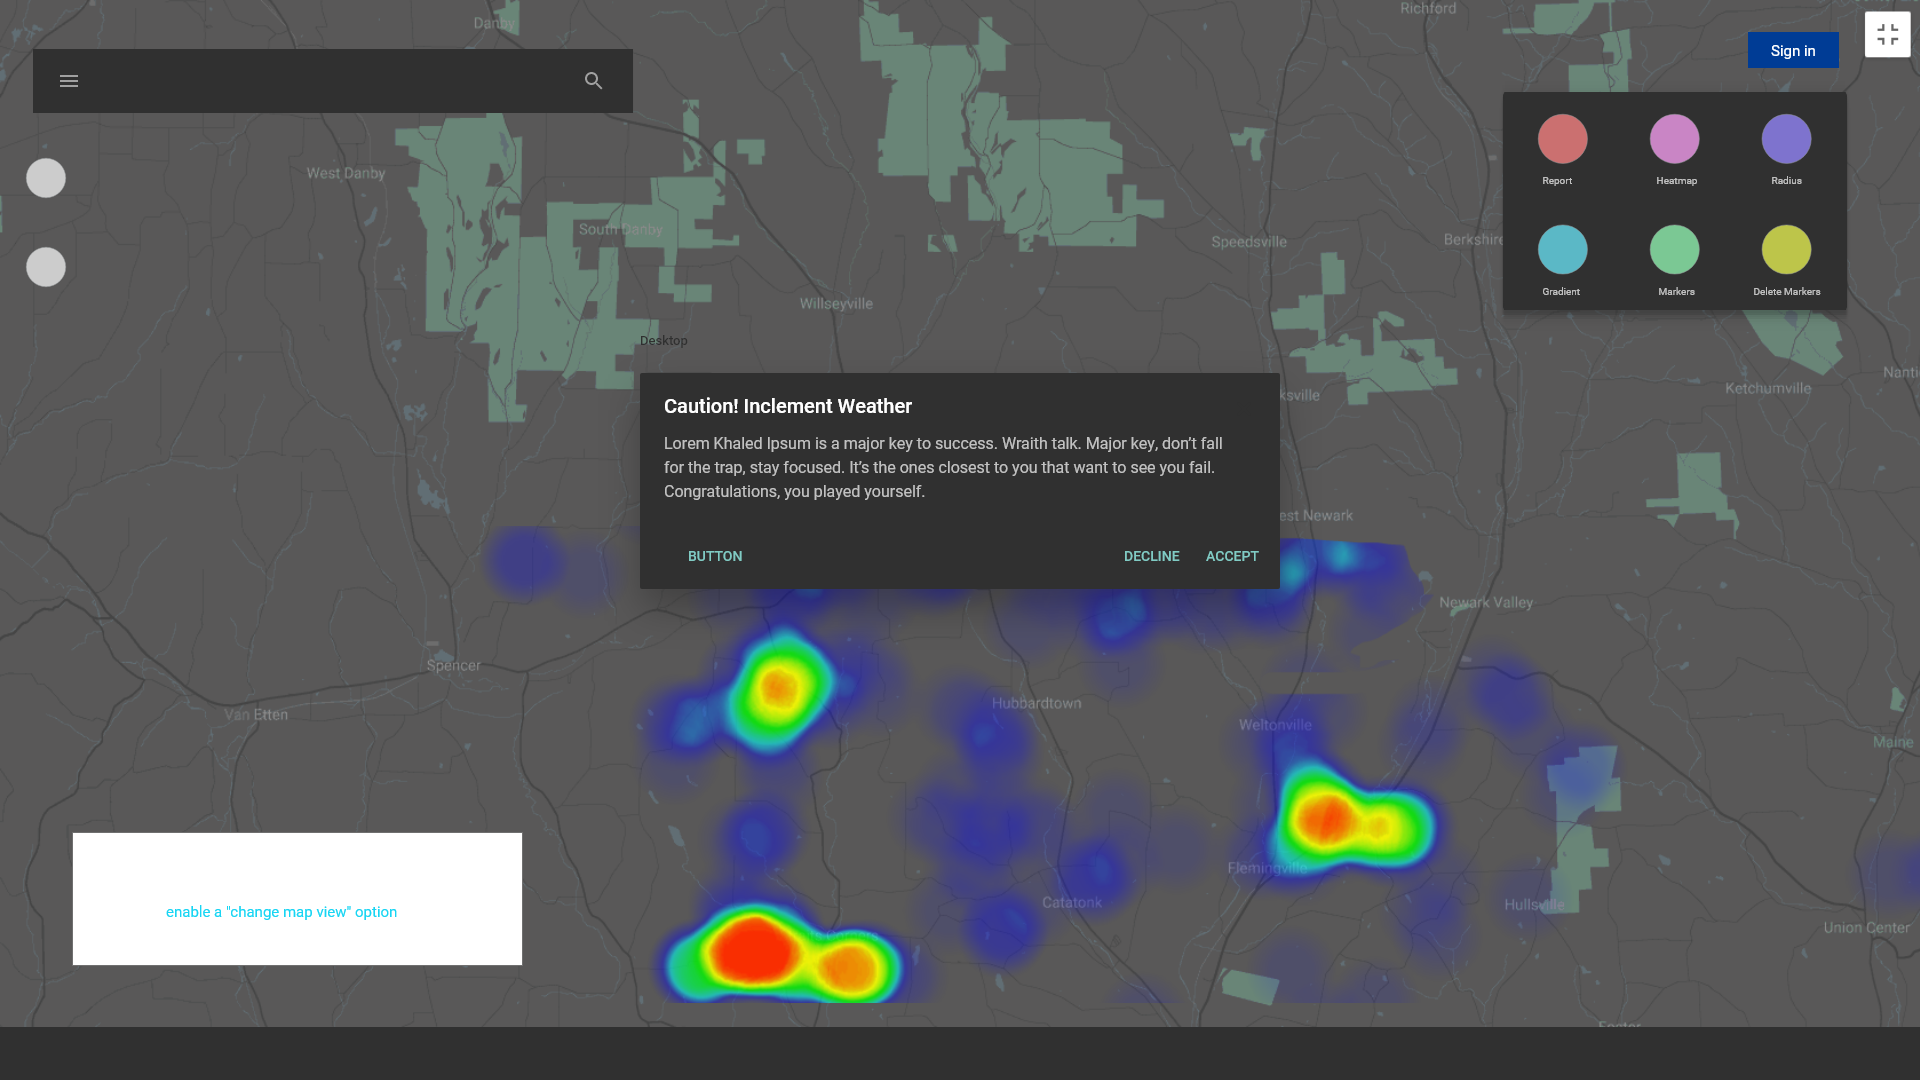 Danby
Richford
Sign in
West Danby
Report
Heatmap
Radius
South Danby
Speedsville
Berkshire
Gradient
Markers
Delete Markers
Willseyville
Desktop
Ketchumville
Caution! Inclement Weather
Lorem Khaled Ipsum is a major key to success. Wraith talk. Major key, don’t fall
for the trap, stay focused. It’s the ones closest to you that want to see you fail.
Congratulations, you played yourself.
BUTTON
DECLINE
ACCEPT
ksville
Nanti
est Newark
Newark Valley
Spencer
Van Etten
Hubbardtown
Weltonville
Maine
Flemingville
Catatonk
Hullsville
Union Center
enable a "change map view" option